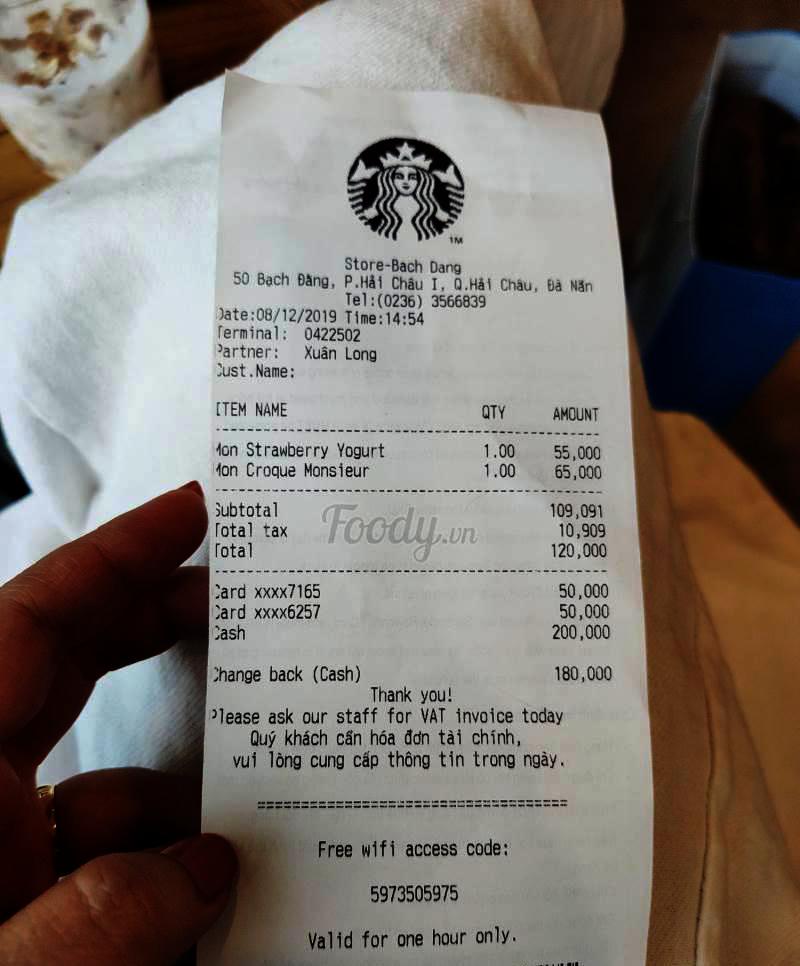 TM
Store-Bach Dang
50 Bạch Đằng, P.Hải Châu I, Q.Hải Châu, Đà Nẵn
Tel:(0236) 3566839
Date:08/12/2019 Time:14:54
Terminal: 0422502
Partner: Xuân Long
Cust.Name:
ITEM NAME QTY AMOUNT
Mon Strawberry Yogurt 1.00 55,000
Mon Croque Monsieur 1.00 65,000
Subtotal 109,091
Total tax 10,909
Total 120,000
Foody.vn
Card xxxx7165 50,000
Card xxxx6257 50,000
Cash 200,000
Change back (Cash) 180,000
Thank you!
Please ask our staff for VAT invoice today
Quý khách cần hóa đơn tài chính,
vui lòng cung cấp thông tin trong ngày.
Free wifi access code:
5973505975
Valid for one hour only.